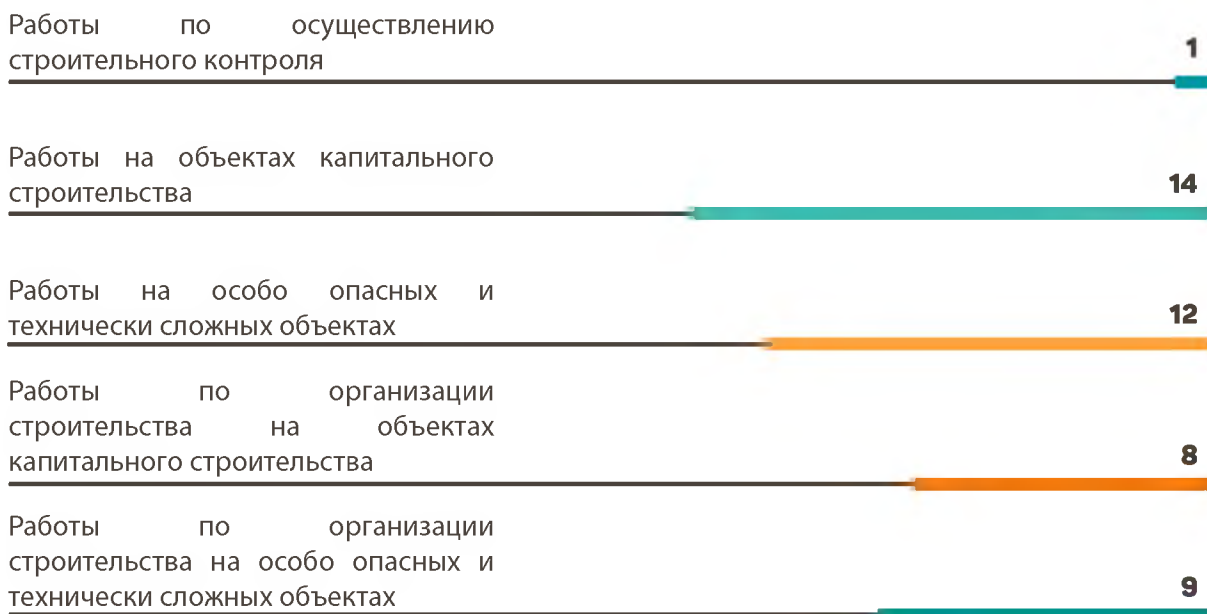 Работы по осуществлению
строительного контроля
1
Работы на объектах капитального
строительства
14
Работы на особо опасных и
технически сложных объектах
12
Работы по организации
строительства на объектах
капитального строительства
8
Работы по организации
строительства на особо опасных и
технически сложных объектах
9